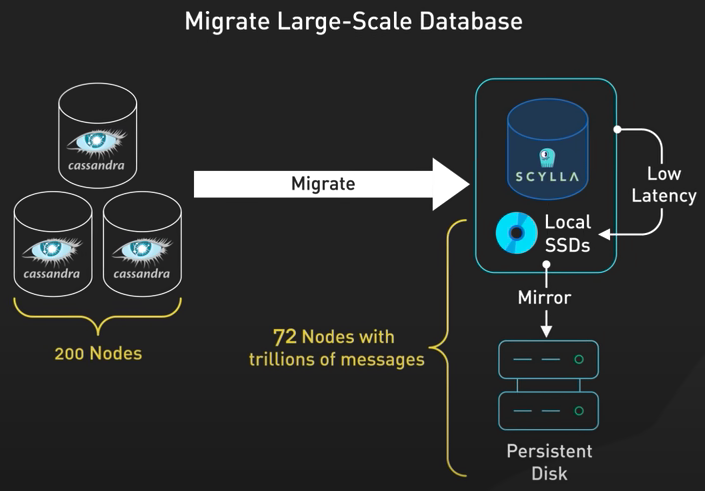 Migrate Large-Scale Database
cassandra
cassandra
cassandra
200 Nodes
Migrate
SCYLLA
Local
SSDs
Low
Latency
Mirror
72 Nodes with
trillions of messages
Persistent
Disk